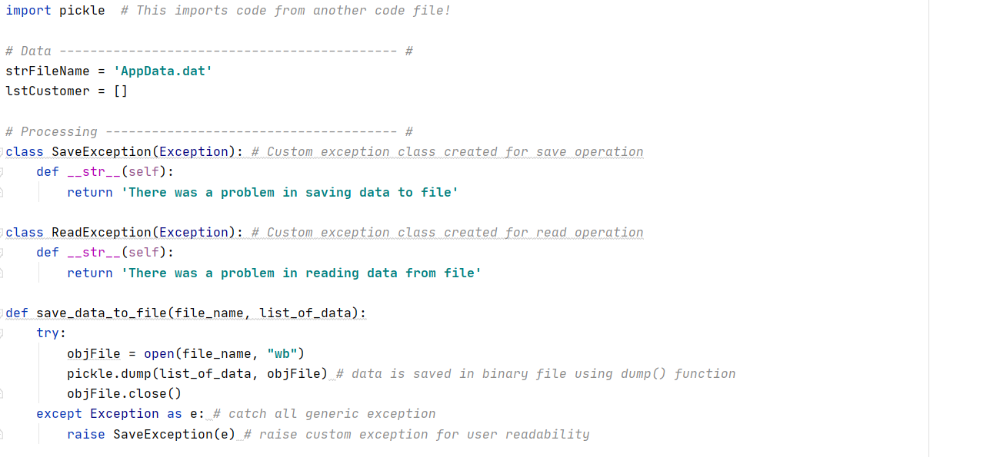 import pickle  # This imports code from another code file!

# Data -------------------------------------------- #
strFileName = 'AppData.dat'
lstCustomer = []

# Processing -------------------------------------- #
class SaveException(Exception): # Custom exception class created for save operation
    def __str__(self):
        return 'There was a problem in saving data to file'

class ReadException(Exception): # Custom exception class created for read operation
    def __str__(self):
        return 'There was a problem in reading data from file'

def save_data_to_file(file_name, list_of_data):
    try:
        objFile = open(file_name, "wb")
        pickle.dump(list_of_data, objFile) # data is saved in binary file using dump() function
        objFile.close()
    except Exception as e: # catch all generic exception
        raise SaveException(e) # raise custom exception for user readability